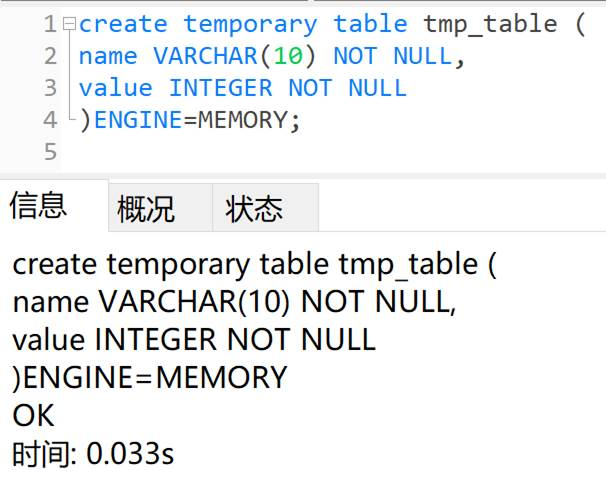 1 create temporary table tmp_table (
2 name VARCHAR(10) NOT NULL,
3 value INTEGER NOT NULL
4 )ENGINE=MEMORY;
5
信息 概况 状态
create temporary table tmp_table (
name VARCHAR(10) NOT NULL,
value INTEGER NOT NULL
)ENGINE=MEMORY
OK
时间: 0.033s